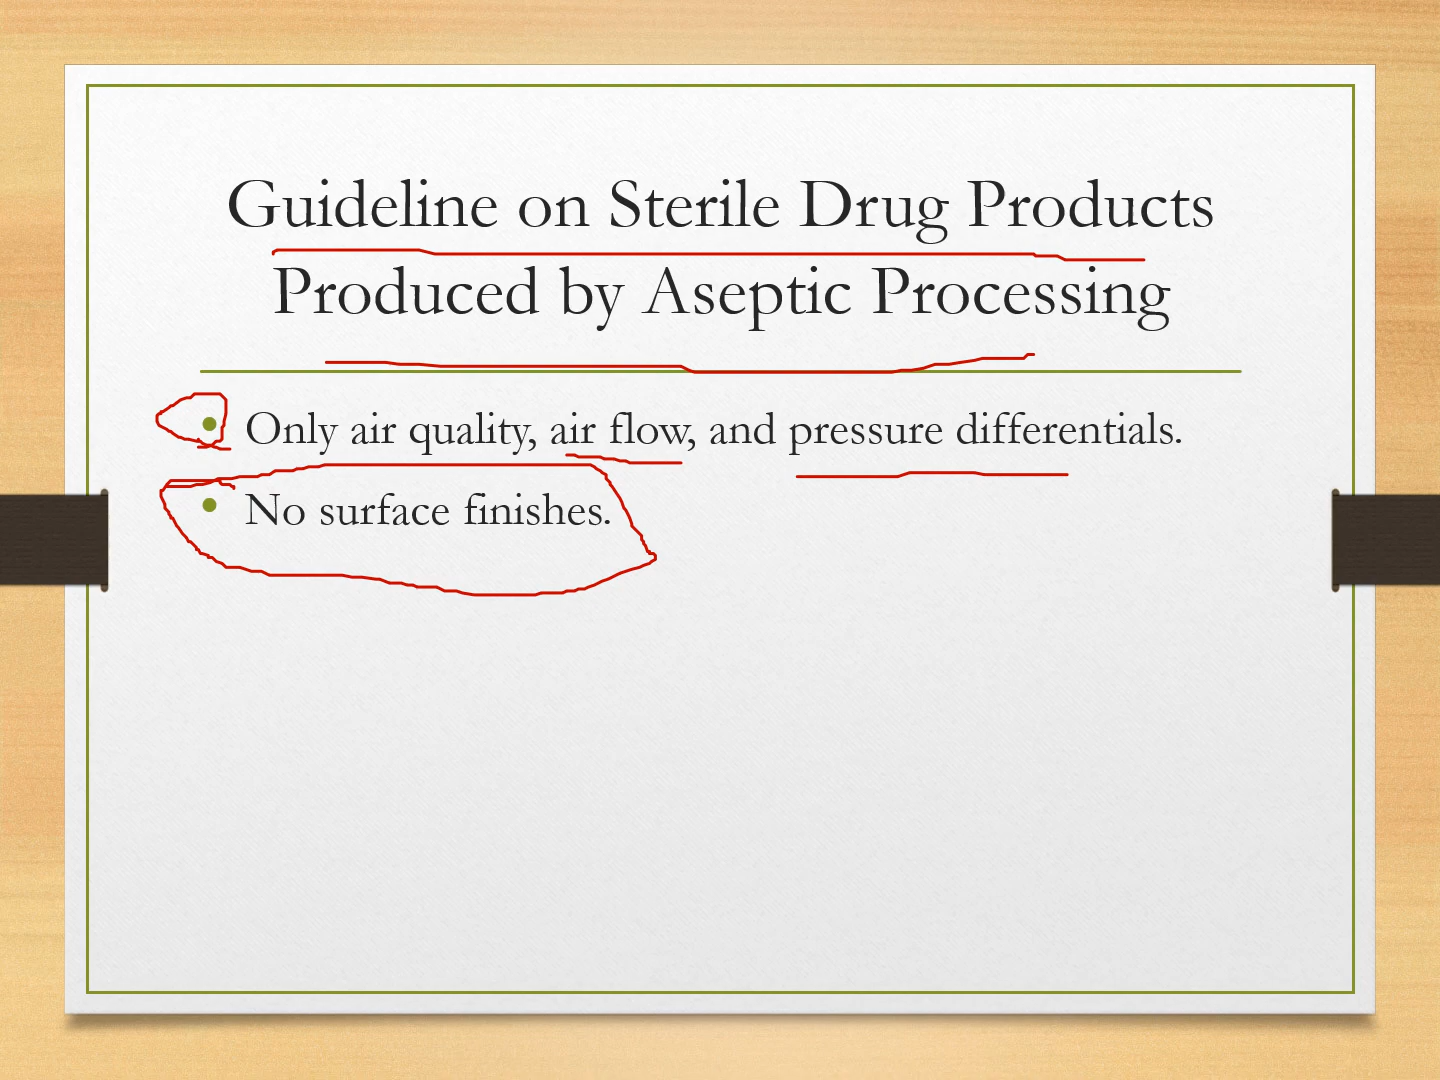 Guideline on Sterile Drug Products
Produced by Aseptic Processing
• Only air quality, air flow, and pressure differentials.
• No surface finishes.